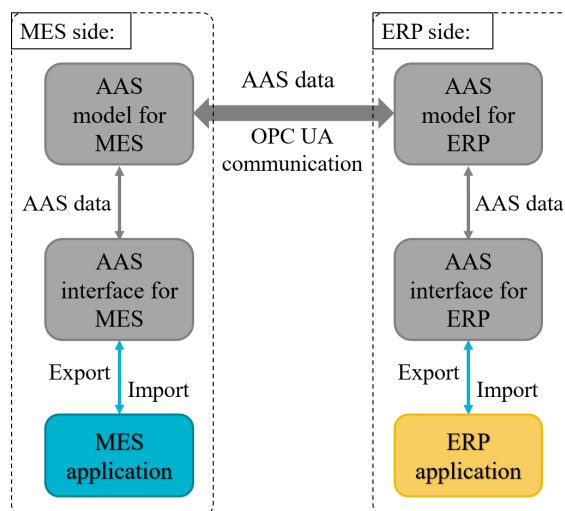 MES side:
ERP side:
AAS
model for
MES
AAS data
OPC UA
communication
AAS
model for
ERP
AAS data
AAS data
AAS
interface for
MES
AAS
interface for
ERP
Export
Import
Export
Import
MES
application
ERP
application